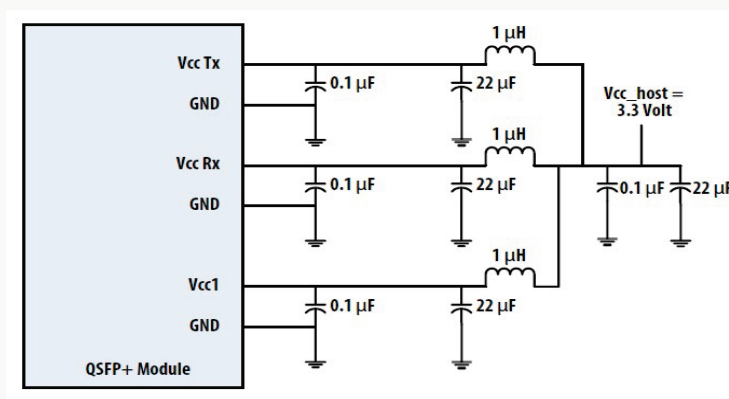 1 μH
Vcc Tx
0.1 μF
22 μF
GND
Vcc_host =
3.3 Volt
1 μH
Vcc Rx
0.1 μF
22 μF
0.1 μF
22 μF
GND
1 μH
Vcc1
0.1 μF
22 μF
GND
QSFP+ Module